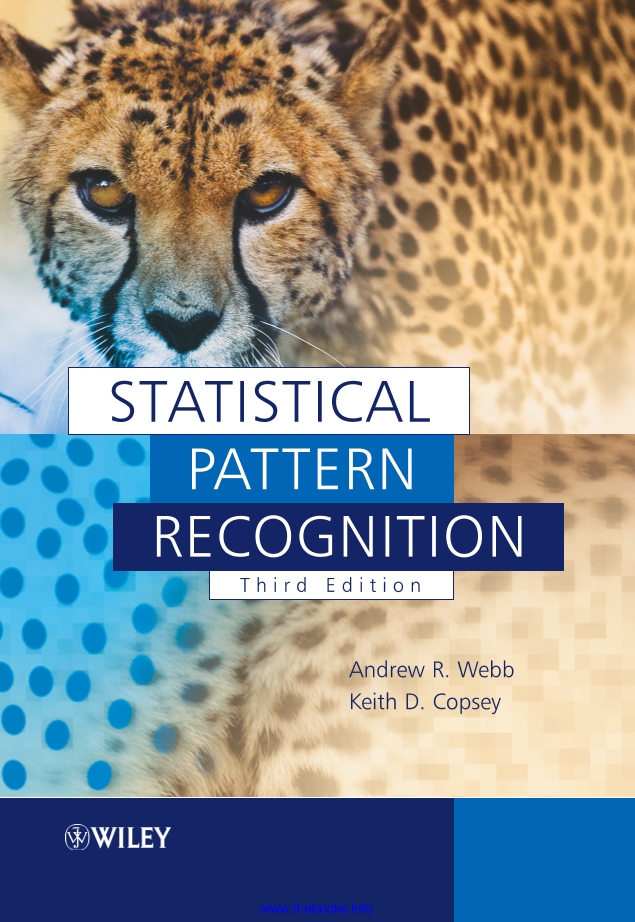 STATISTICAL
PATTERN
RECOGNITION
Third Edition
Andrew R. Webb
Keith D. Copsey
WILEY
www.it-ebooks.info